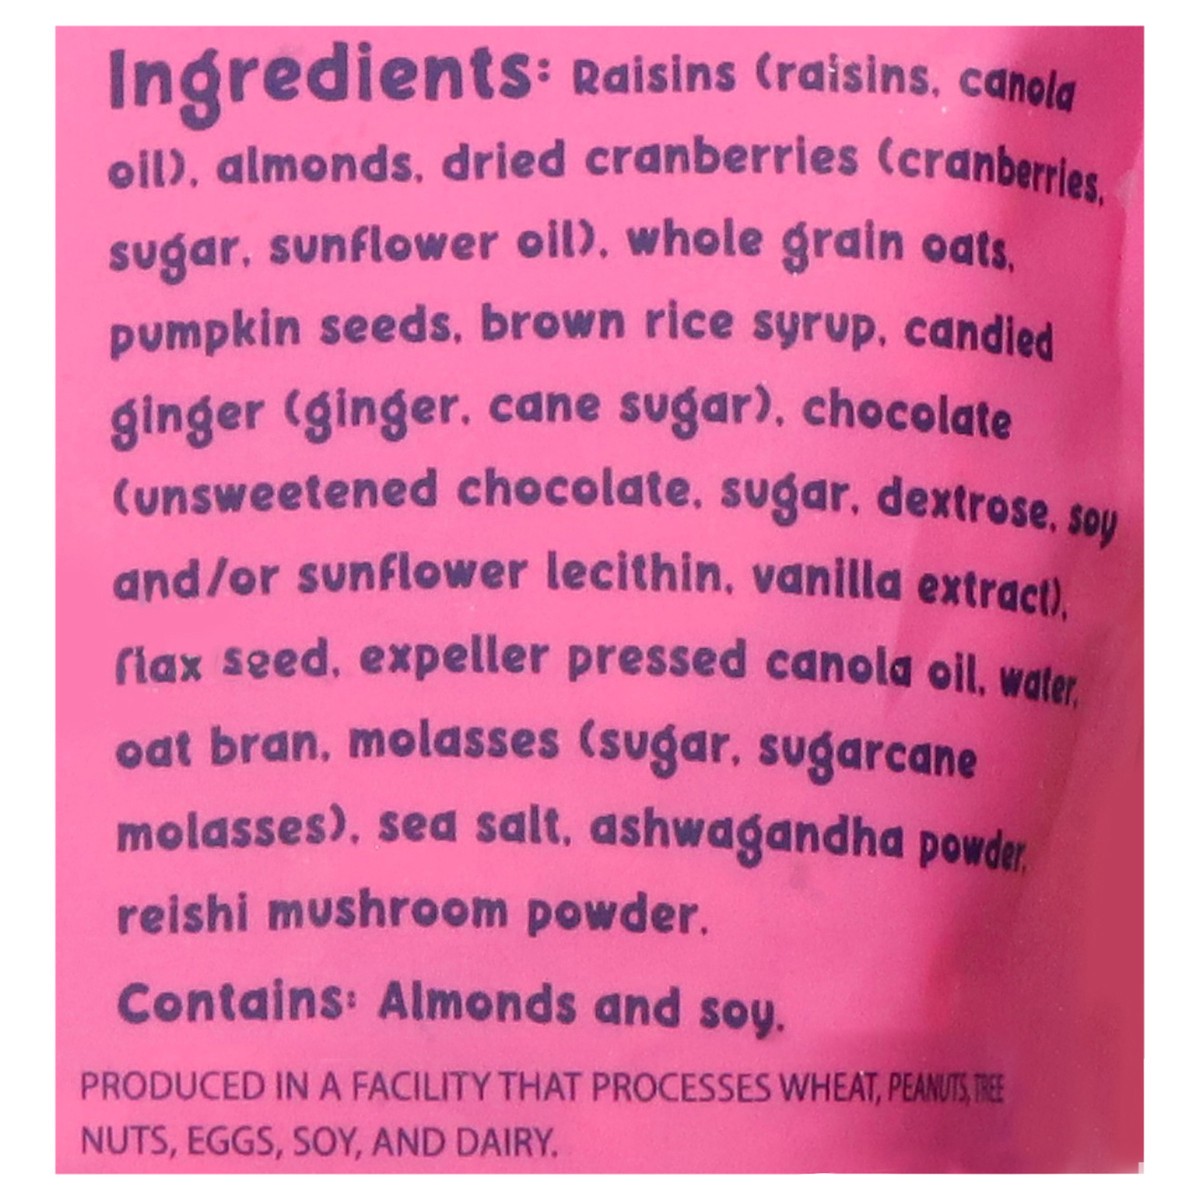 Ingredients: Raisins (raisins, canola
oil), almonds, dried cranberries (cranberries,
sugar, sunflower oil), whole grain oats,
pumpkin seeds, brown rice syrup, candied
ginger (ginger, cane sugar), chocolate
(unsweetened chocolate, sugar, dextrose, soy
and/or sunflower lecithin, vanilla extract),
flax seed, expeller pressed canola oil, water,
oat bran, molasses (sugar, sugarcane
molasses), sea salt, ashwagandha powder,
reishi mushroom powder.
Contains: Almonds and soy.
PRODUCED IN A FACILITY THAT PROCESSES WHEAT, PEANUTS, TREE
NUTS, EGGS, SOY, AND DAIRY.